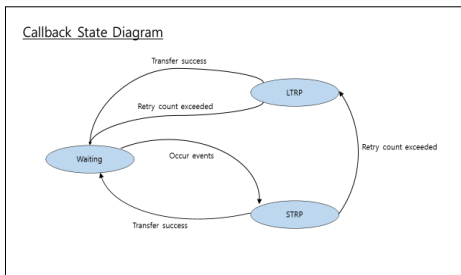 Callback State Diagram
Transfer success
LTRP
Retry count exceeded
Retry count exceeded
Waiting
Occur events
STRP
Transfer success